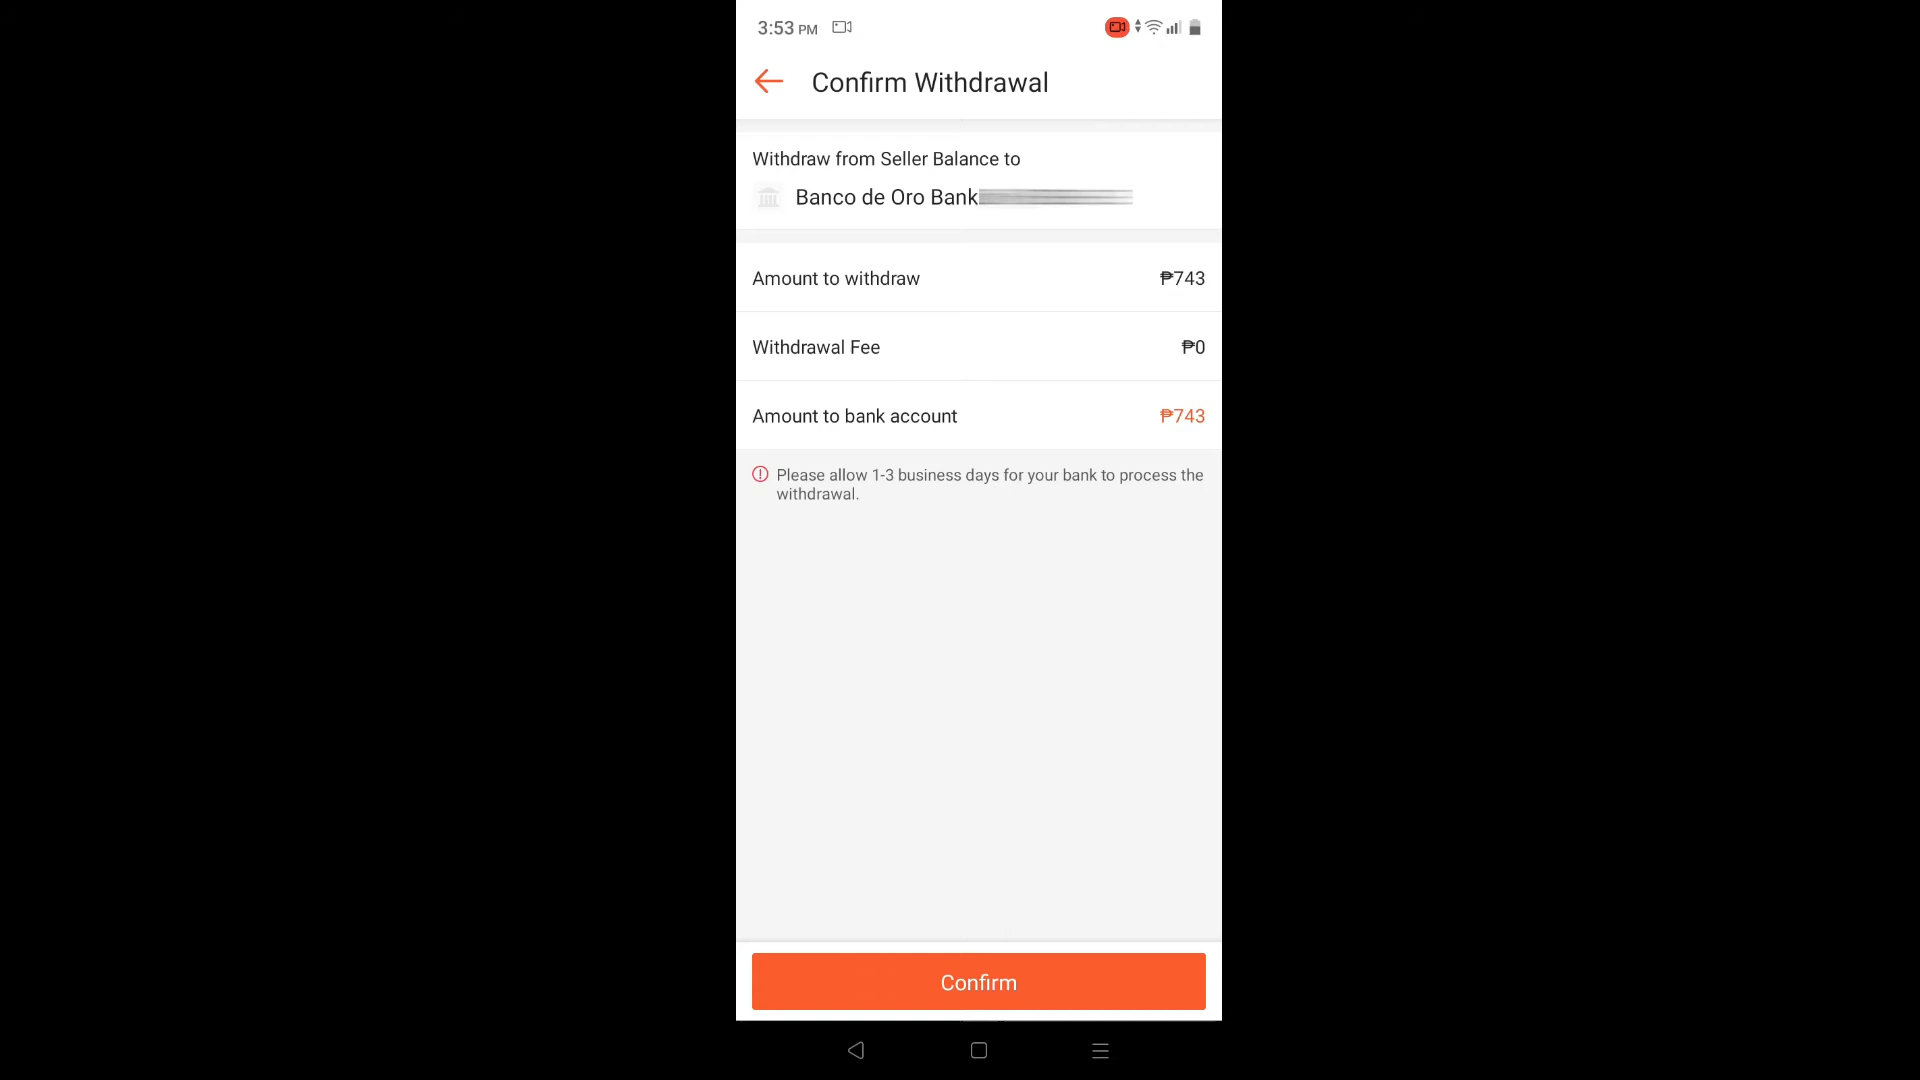 3:53 PM
Confirm Withdrawal
Withdraw from Seller Balance to
Banco de Oro Bank
Amount to withdraw ₱743
Withdrawal Fee ₱0
Amount to bank account ₱743
Please allow 1-3 business days for your bank to process the
withdrawal.
Confirm